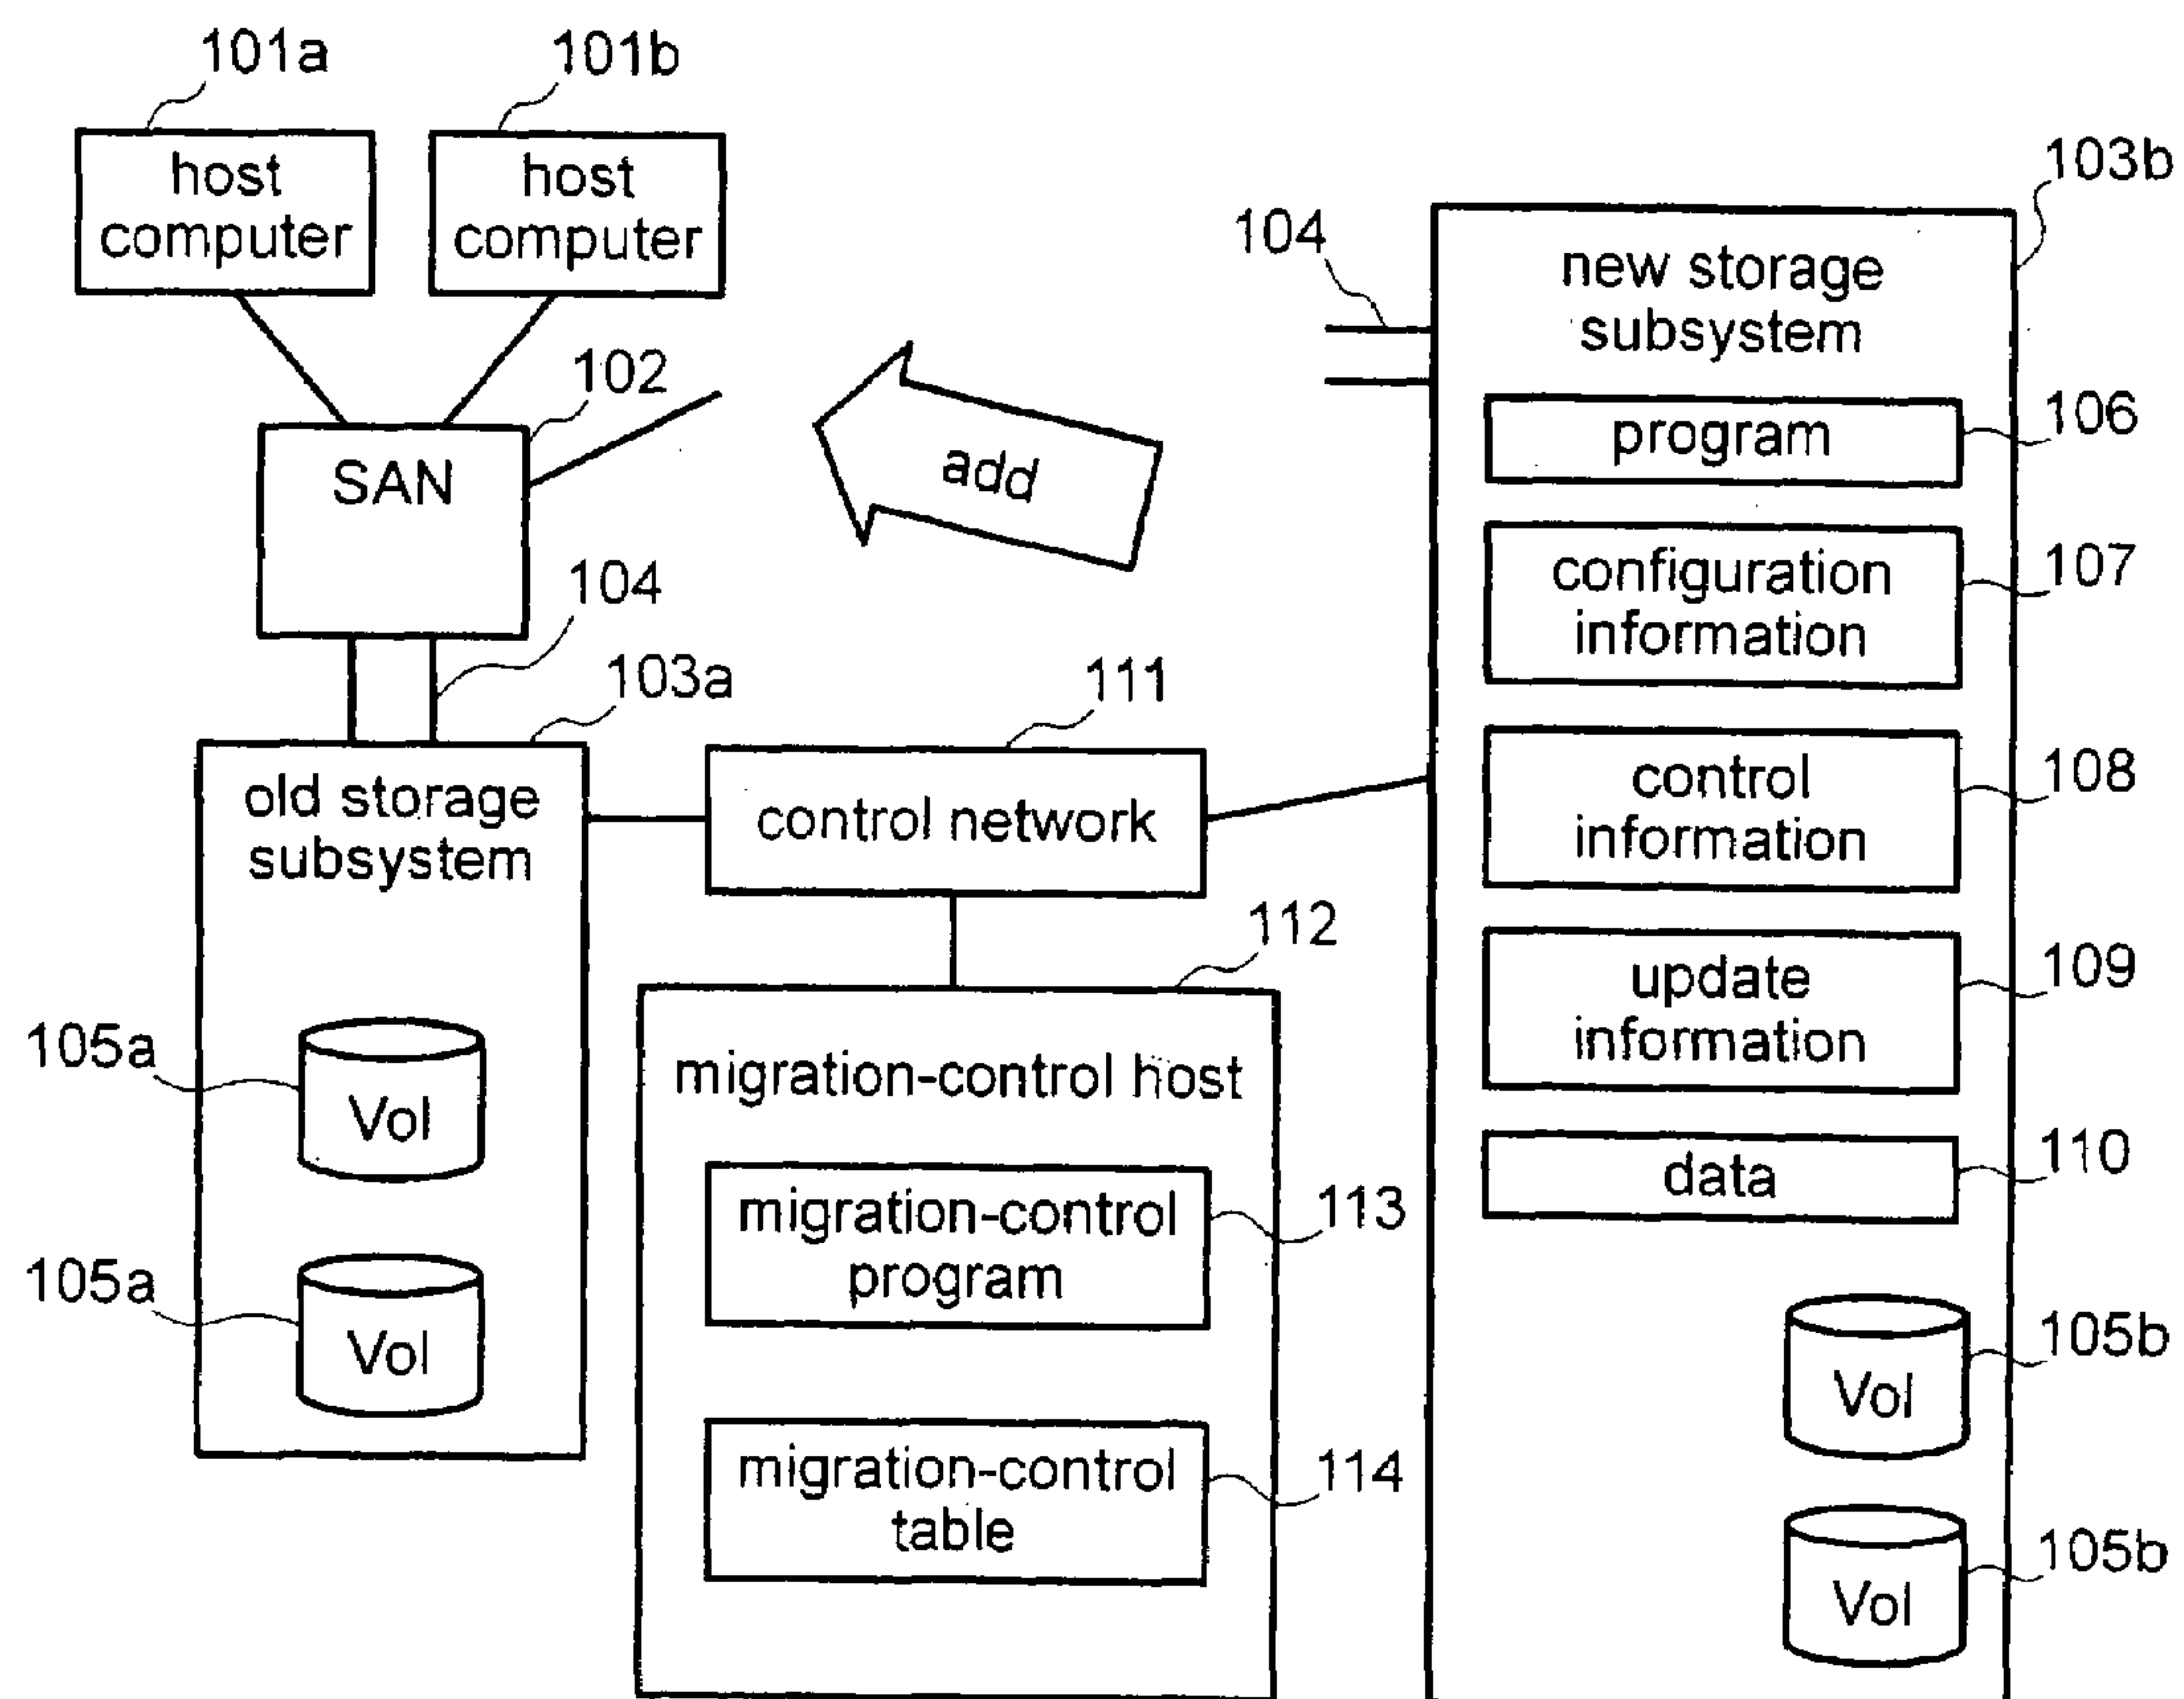 101a
101b
host
computer
host
computer
103b
104
new storage
subsystem
102
SAN
add
program
106
configuration
information
107
104
103a
111
control
information
108
old storage
subsystem
control network
112
update
information
109
105a
Vol
migration-control host
data
110
migration-control
program
113
105a
Vol
105b
Vol
migration-control
table
114
105b
Vol